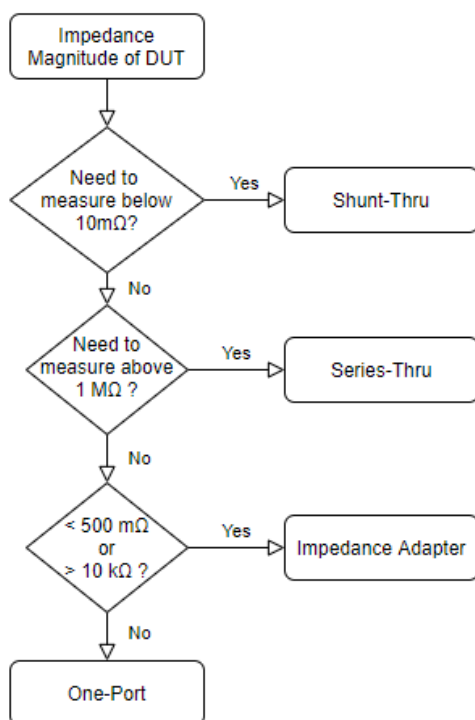 Impedance
Magnitude of DUT
Need to
measure below
10mΩ?
Yes
Shunt-Thru
No
Need to
measure above
1 MΩ ?
Yes
Series-Thru
No
< 500 mΩ
or
> 10 kΩ ?
Yes
Impedance Adapter
No
One-Port